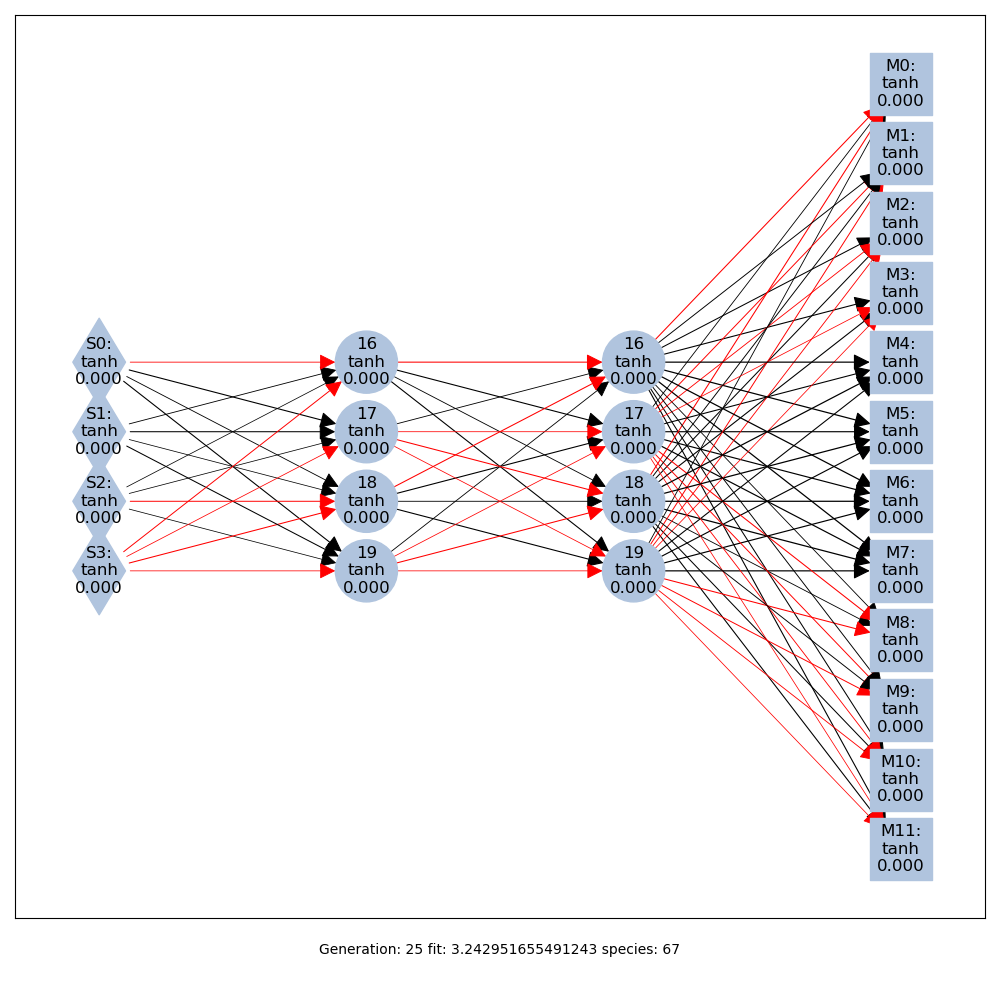 S0:
tanh
0.000
S1:
tanh
0.000
S2:
tanh
0.000
S3:
tanh
0.000
16
tanh
0.000
17
tanh
0.000
18
tanh
0.000
19
tanh
0.000
16
tanh
0.000
17
tanh
0.000
18
tanh
0.000
19
tanh
0.000
M0:
tanh
0.000
M1:
tanh
0.000
M2:
tanh
0.000
M3:
tanh
0.000
M4:
tanh
0.000
M5:
tanh
0.000
M6:
tanh
0.000
M7:
tanh
0.000
M8:
tanh
0.000
M9:
tanh
0.000
M10:
tanh
0.000
M11:
tanh
0.000
Generation: 25 fit: 3.242951655491243 species: 67